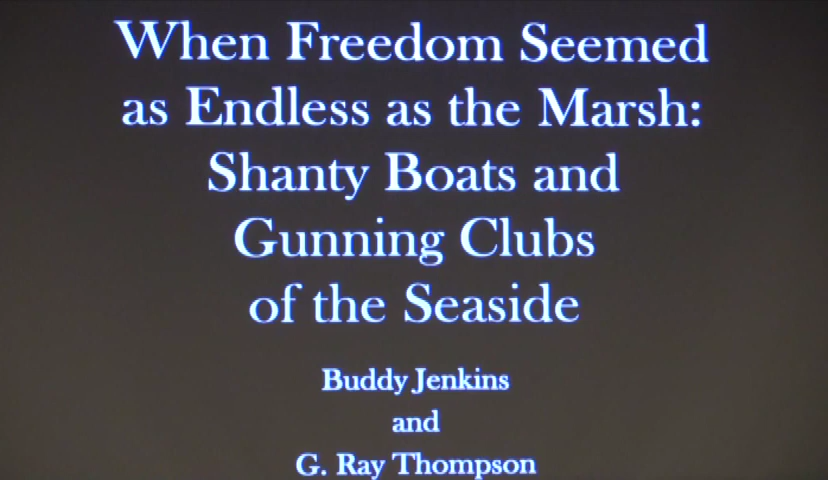 When Freedom Seemed
as Endless as the Marsh:
Shanty Boats and
Gunning Clubs
of the Seaside
Buddy Jenkins
and
G. Ray Thompson